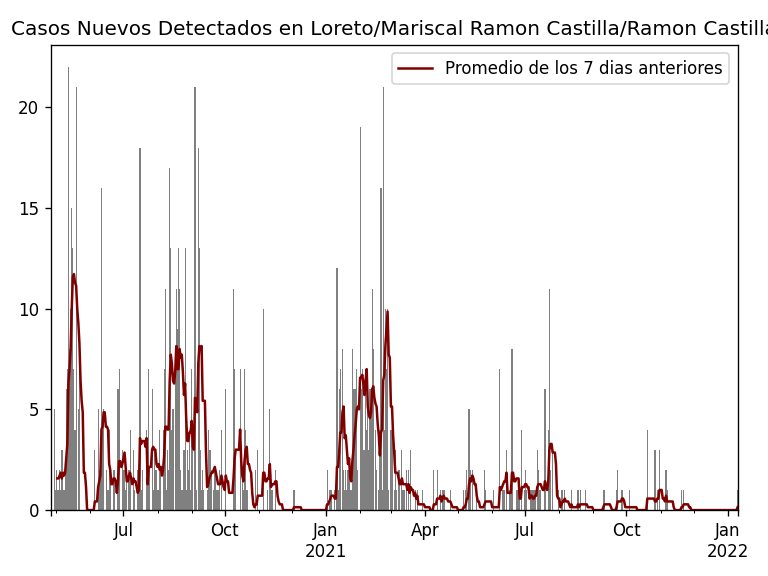 Casos Nuevos Detectados en Loreto/Mariscal Ramon Castilla/Ramon Castilla
Promedio de los 7 dias anteriores
20
15
10
5
0
Jul Oct Jan Apr Jul Oct Jan
2021 2022